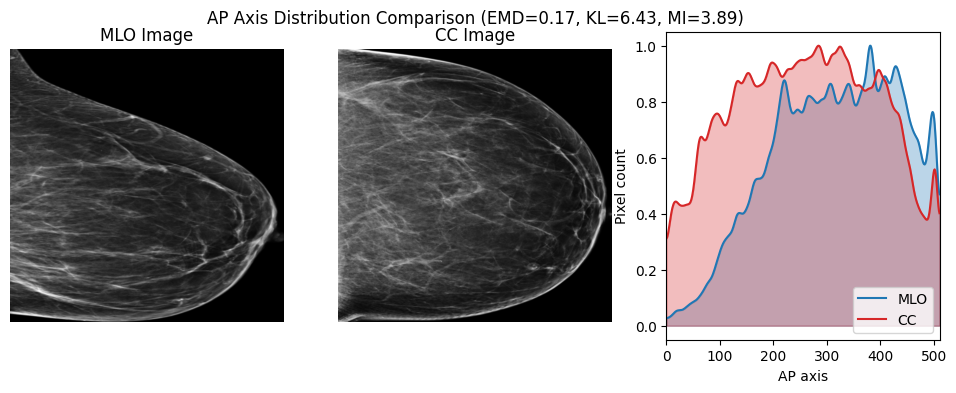 AP Axis Distribution Comparison (EMD=0.17, KL=6.43, MI=3.89)
MLO Image
CC Image
1.0
0.8
0.6
0.4
0.2
0.0
Pixel count
MLO
CC
0 100 200 300 400 500
AP axis